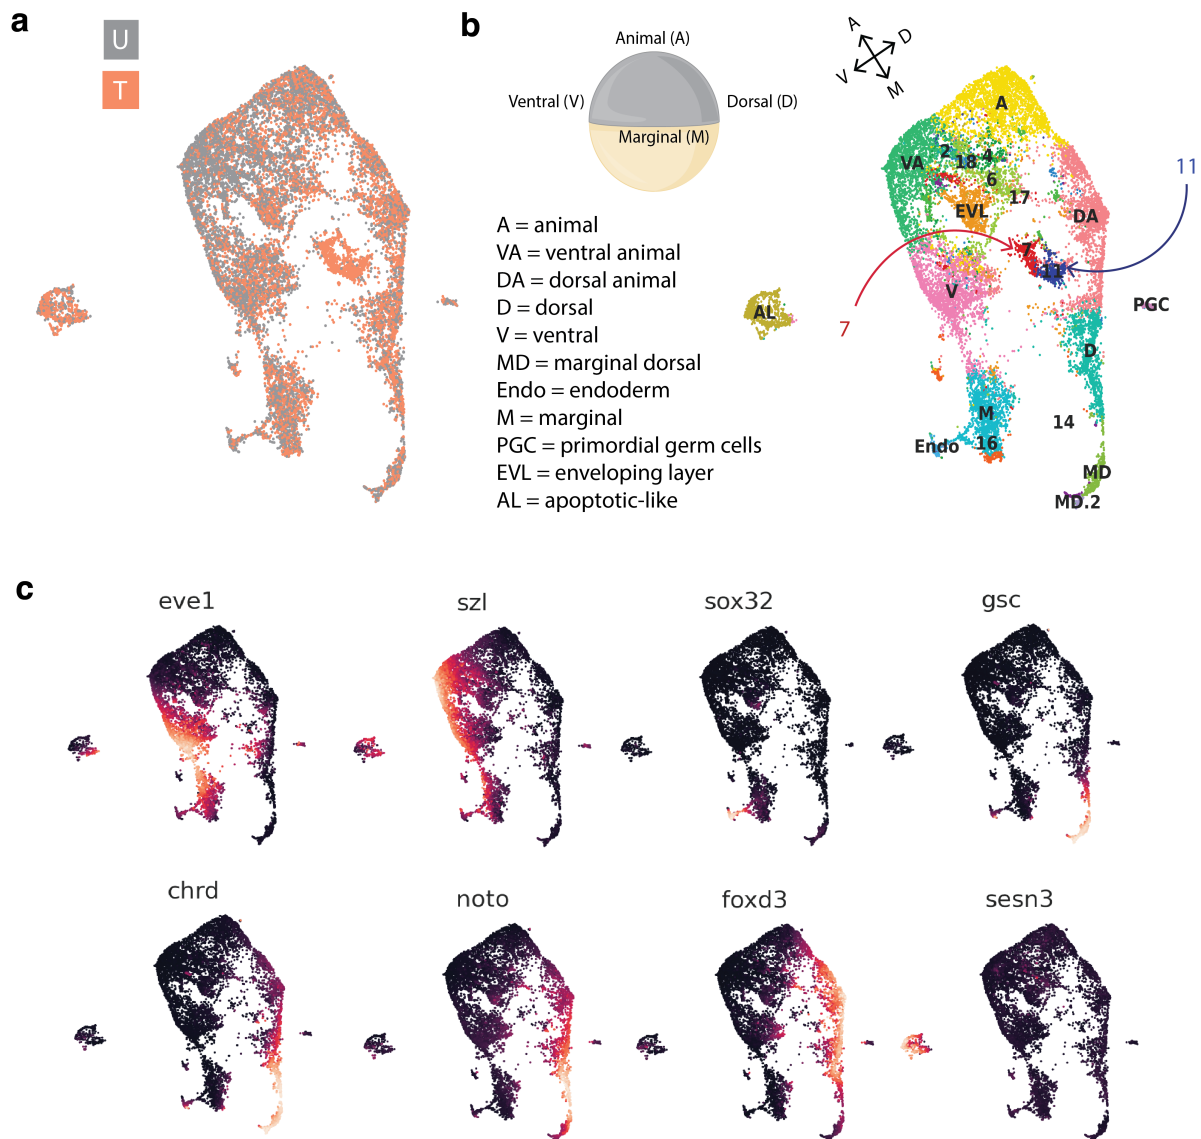 a
U
T
b
Animal (A)
Ventral (V)
Dorsal (D)
Marginal (M)
A
D
V
M
A = animal
VA = ventral animal
DA = dorsal animal
D = dorsal
V = ventral
MD = marginal dorsal
Endo = endoderm
M = marginal
PGC = primordial germ cells
EVL = enveloping layer
AL = apoptotic-like
A
VA
2
18
4
6
17
EVL
DA
11
7
11
V
PGC
AL
7
D
M
14
Endo
16
MD
MD.2
c
eve1
szl
sox32
gsc
chrd
noto
foxd3
sesn3